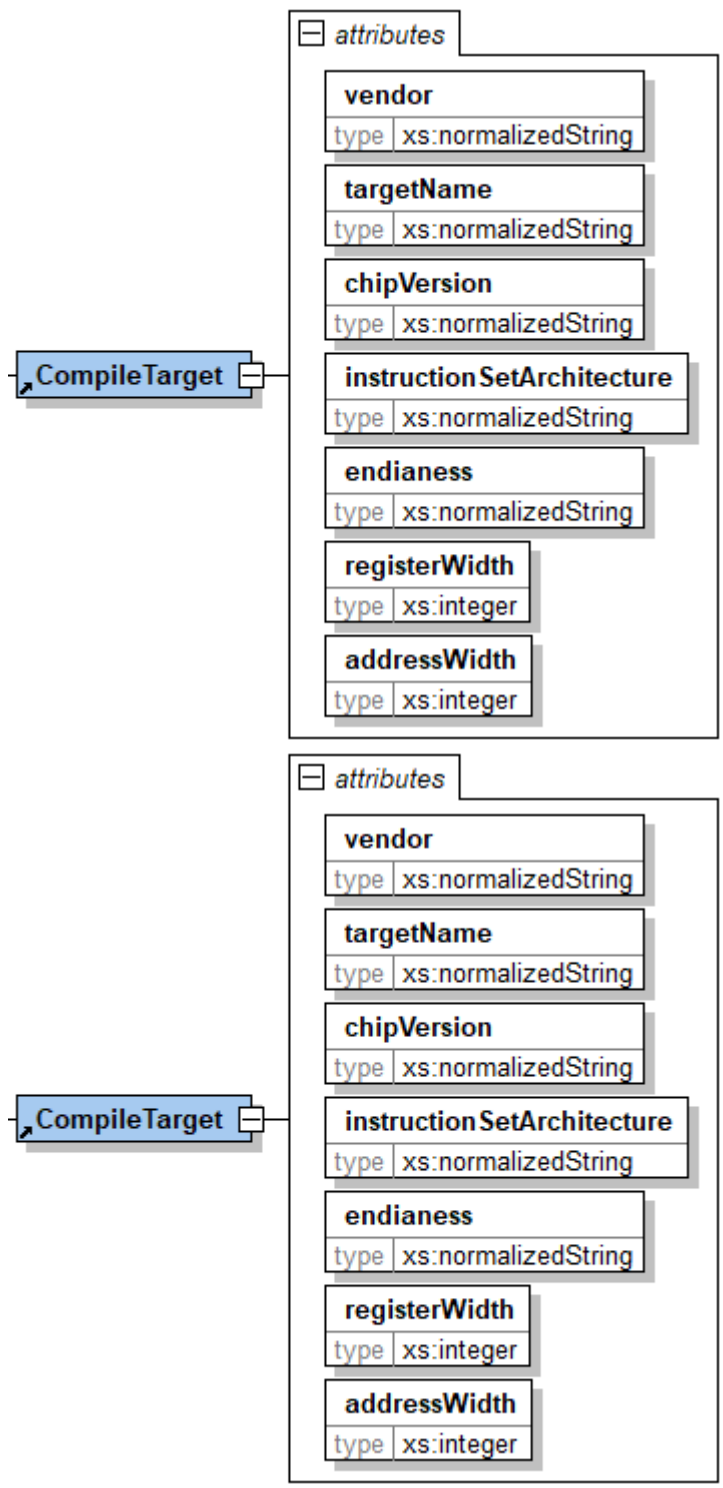 attributes
vendor
type xs:normalizedString
targetName
type xs:normalizedString
chipVersion
type xs:normalizedString
CompileTarget
instructionSetArchitecture
type xs:normalizedString
endianess
type xs:normalizedString
registerWidth
type xs:integer
addressWidth
type xs:integer
attributes
vendor
type xs:normalizedString
targetName
type xs:normalizedString
chipVersion
type xs:normalizedString
CompileTarget
instructionSetArchitecture
type xs:normalizedString
endianess
type xs:normalizedString
registerWidth
type xs:integer
addressWidth
type xs:integer